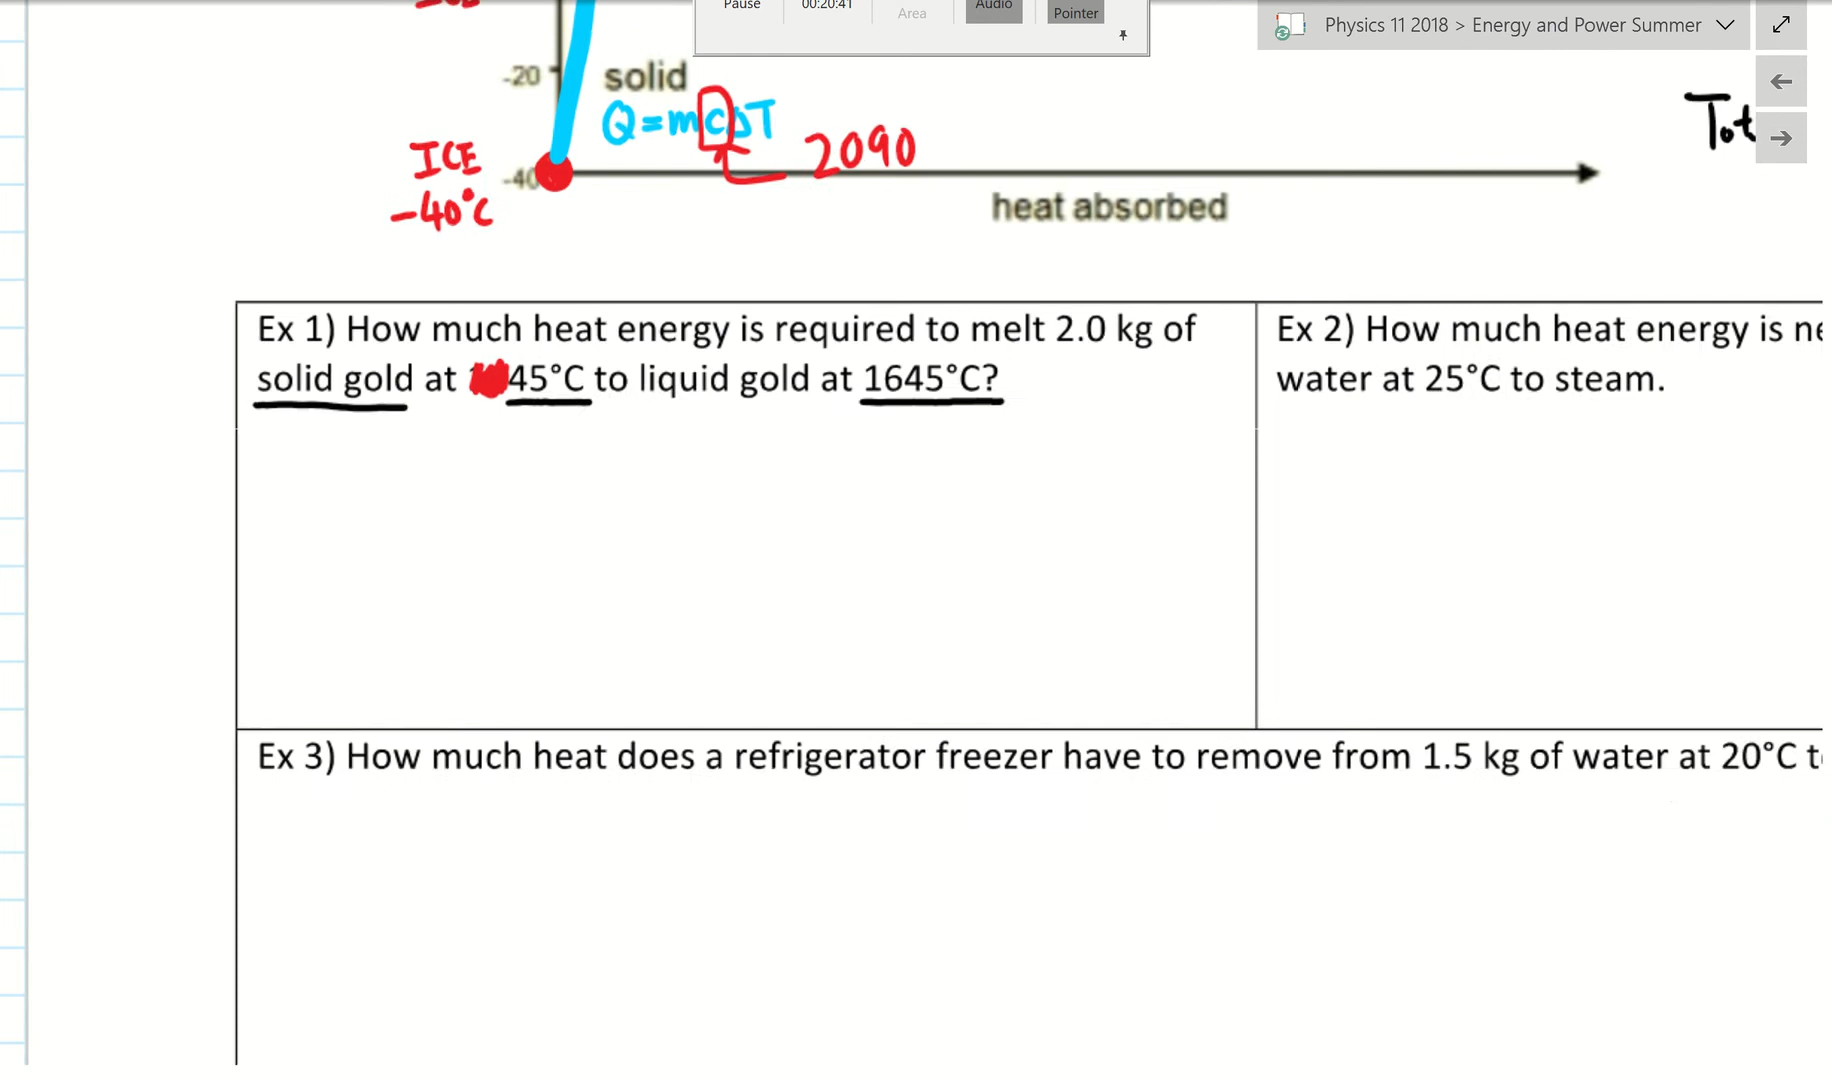 Pause 00:20:41 Area Audio Pointer
Physics 11 2018 > Energy and Power Summer
-20 solid
Q=mcΔT
Tot
ICE 2090
-40
-40°C
heat absorbed
Ex 1) How much heat energy is required to melt 2.0 kg of
solid gold at 45°C to liquid gold at 1645°C?
Ex 2) How much heat energy is
water at 25°C to steam.
Ex 3) How much heat does a refrigerator freezer have to remove from 1.5 kg of water at 20°C